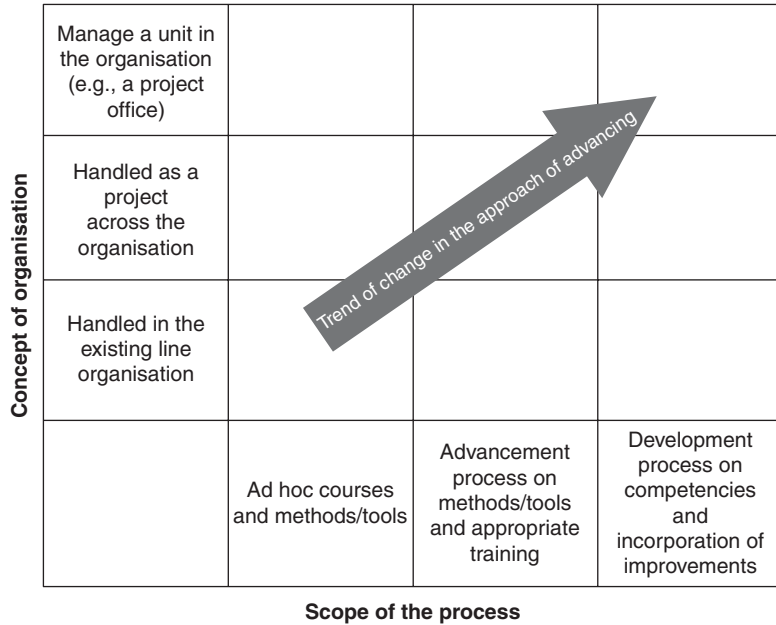 Manage a unit in
the organisation
(e.g., a project
office)
Handled as a
project
across the
organisation
Handled in the
existing line
organisation
Concept of organisation
Trend of change in the approach of advancing
Ad hoc courses
and methods/tools
Advancement
process on
methods/tools
and appropriate
training
Development
process on
competencies
and
incorporation of
improvements
Scope of the process